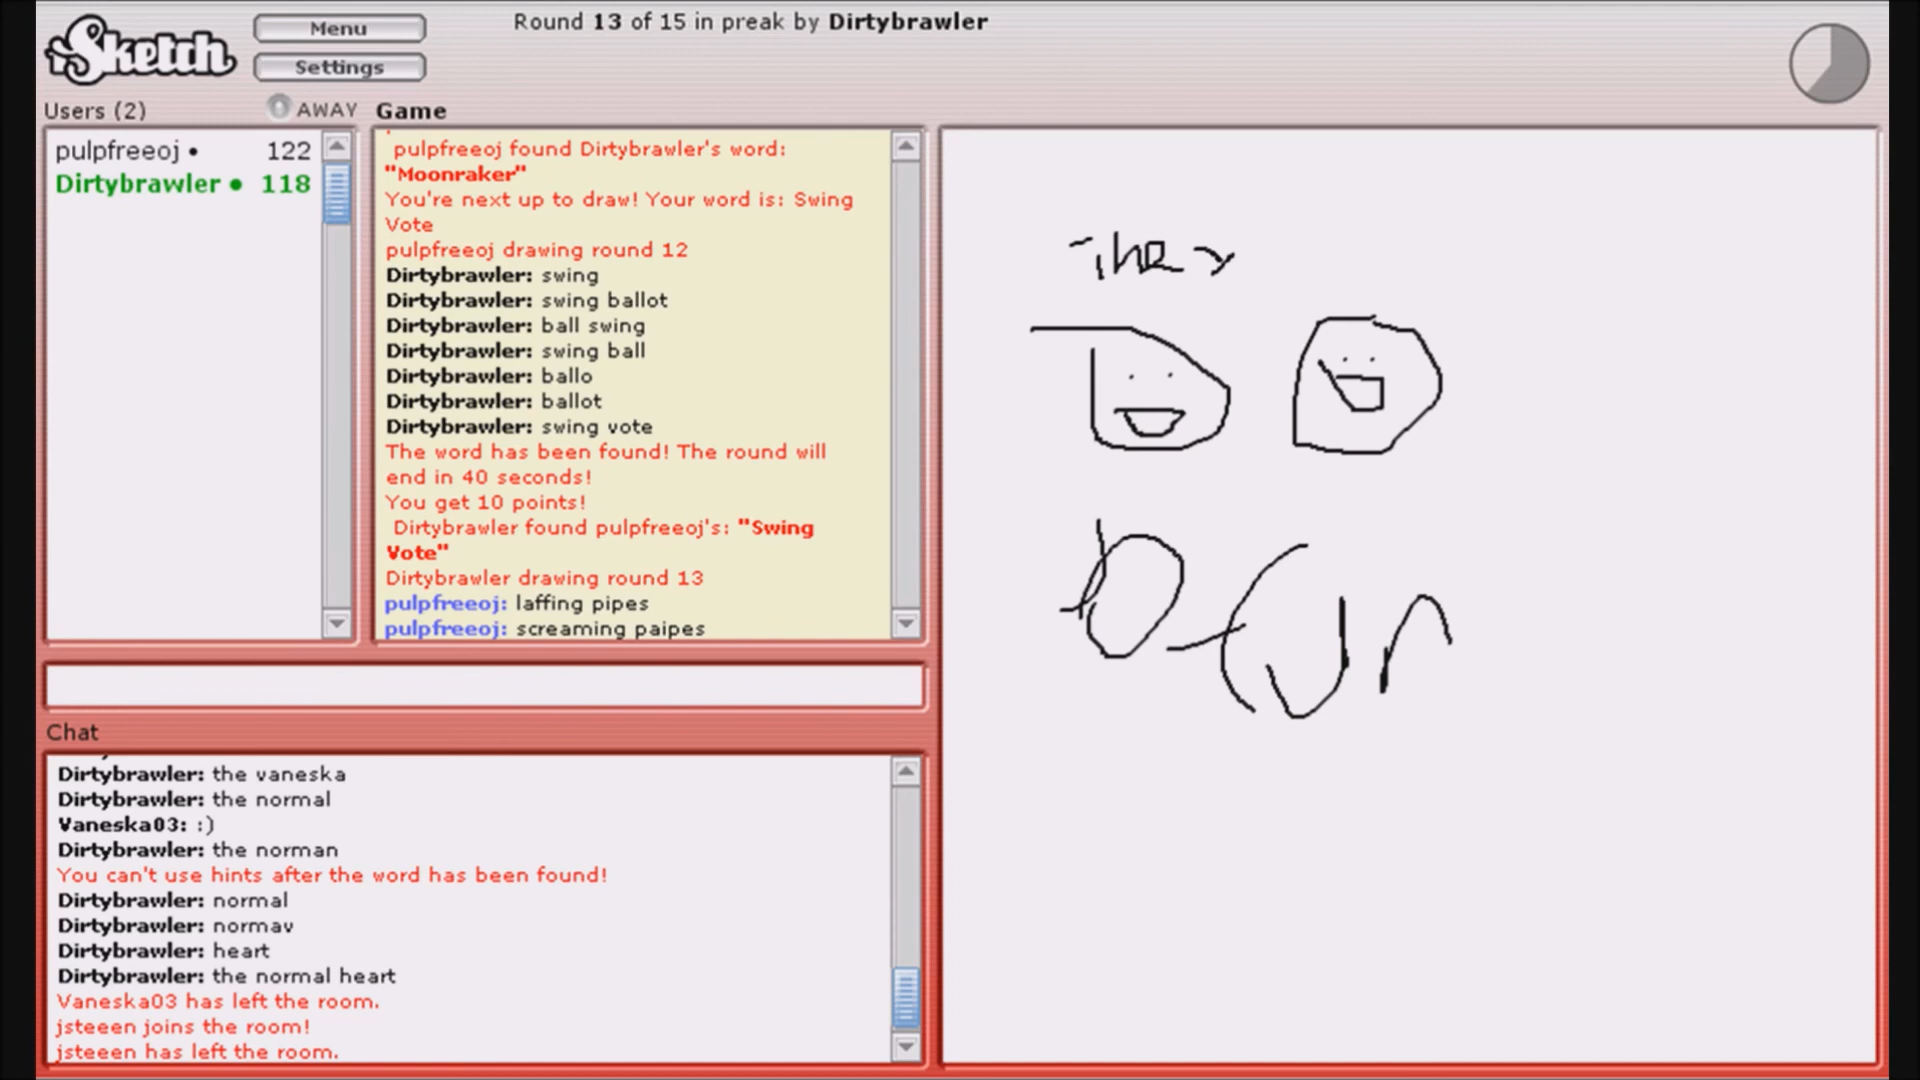 iSketch
Menu
Settings
Round 13 of 15 in preak by Dirtybrawler
Users (2)
AWAY
pulpfreeoj • 122
Dirtybrawler • 118
Game
pulpfreeoj found Dirtybrawler's word:
"Moonraker"
You're next up to draw! Your word is: Swing
Vote
pulpfreeoj drawing round 12
Dirtybrawler: swing
Dirtybrawler: swing ballot
Dirtybrawler: ball swing
Dirtybrawler: swing ball
Dirtybrawler: ballo
Dirtybrawler: ballot
Dirtybrawler: swing vote
The word has been found! The round will
end in 40 seconds!
You get 10 points!
Dirtybrawler found pulpfreeoj's: "Swing
Vote"
Dirtybrawler drawing round 13
pulpfreeoj: laffing pipes
pulpfreeoj: screaming paipes
Chat
Dirtybrawler: the vaneska
Dirtybrawler: the normal
Vaneska03: :)
Dirtybrawler: the norman
You can't use hints after the word has been found!
Dirtybrawler: normal
Dirtybrawler: normav
Dirtybrawler: heart
Dirtybrawler: the normal heart
Vaneska03 has left the room.
jsteeen joins the room!
jsteeen has left the room.
The